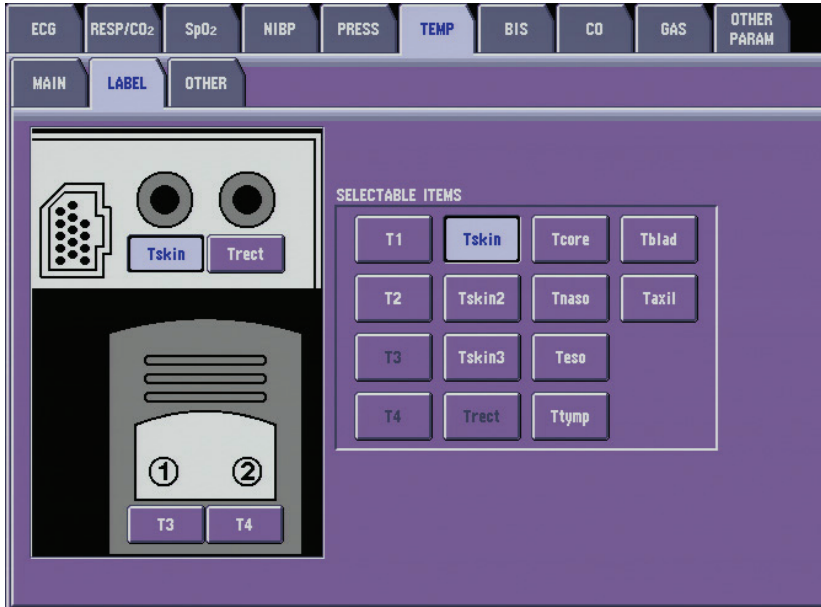 ECG RESP/CO2 SpO2 NIBP PRESS TEMP BIS CO GAS OTHER PARAM
MAIN LABEL OTHER
SELECTABLE ITEMS
Tskin Trect
T1 Tskin Tcore Tblad
T2 Tskin2 Tnaso Taxil
T3 Tskin3 Teso
T4 Trect Ttymp
1 2
T3 T4